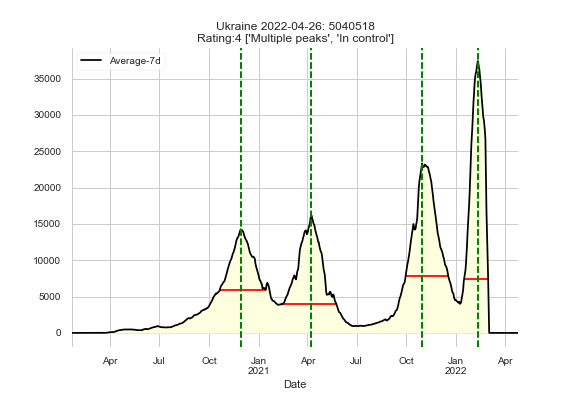 Ukraine 2022-04-26: 5040518
Rating:4 ['Multiple peaks', 'In control']
Average-7d
35000
30000
25000
20000
15000
10000
5000
0
Apr Jul Oct Jan Apr Jul Oct Jan Apr
2021 2022
Date